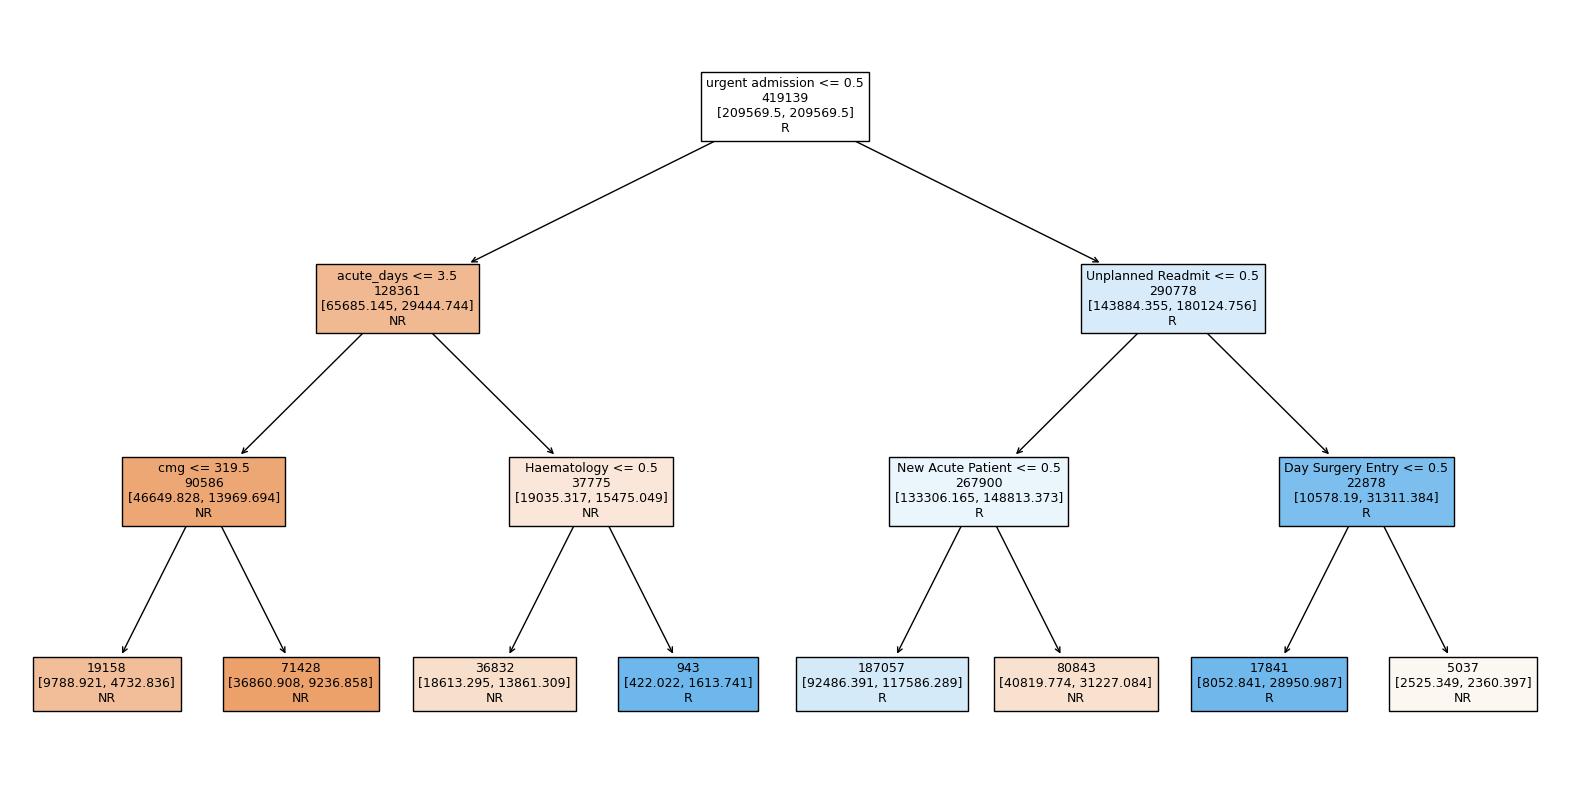 urgent admission <= 0.5
419139
[209569.5, 209569.5]
R
acute_days <= 3.5
128361
[65685.145, 29444.744]
NR
Unplanned Readmit <= 0.5
290778
[143884.355, 180124.756]
R
cmg <= 319.5
90586
[46649.828, 13969.694]
NR
Haematology <= 0.5
37775
[19035.317, 15475.049]
NR
New Acute Patient <= 0.5
267900
[133306.165, 148813.373]
R
Day Surgery Entry <= 0.5
22878
[10578.19, 31311.384]
R
19158
[9788.921, 4732.836]
NR
71428
[36860.908, 9236.858]
NR
36832
[18613.295, 13861.309]
NR
943
[422.022, 1613.741]
R
187057
[92486.391, 117586.289]
R
80843
[40819.774, 31227.084]
NR
17841
[8052.841, 28950.987]
R
5037
[2525.349, 2360.397]
NR